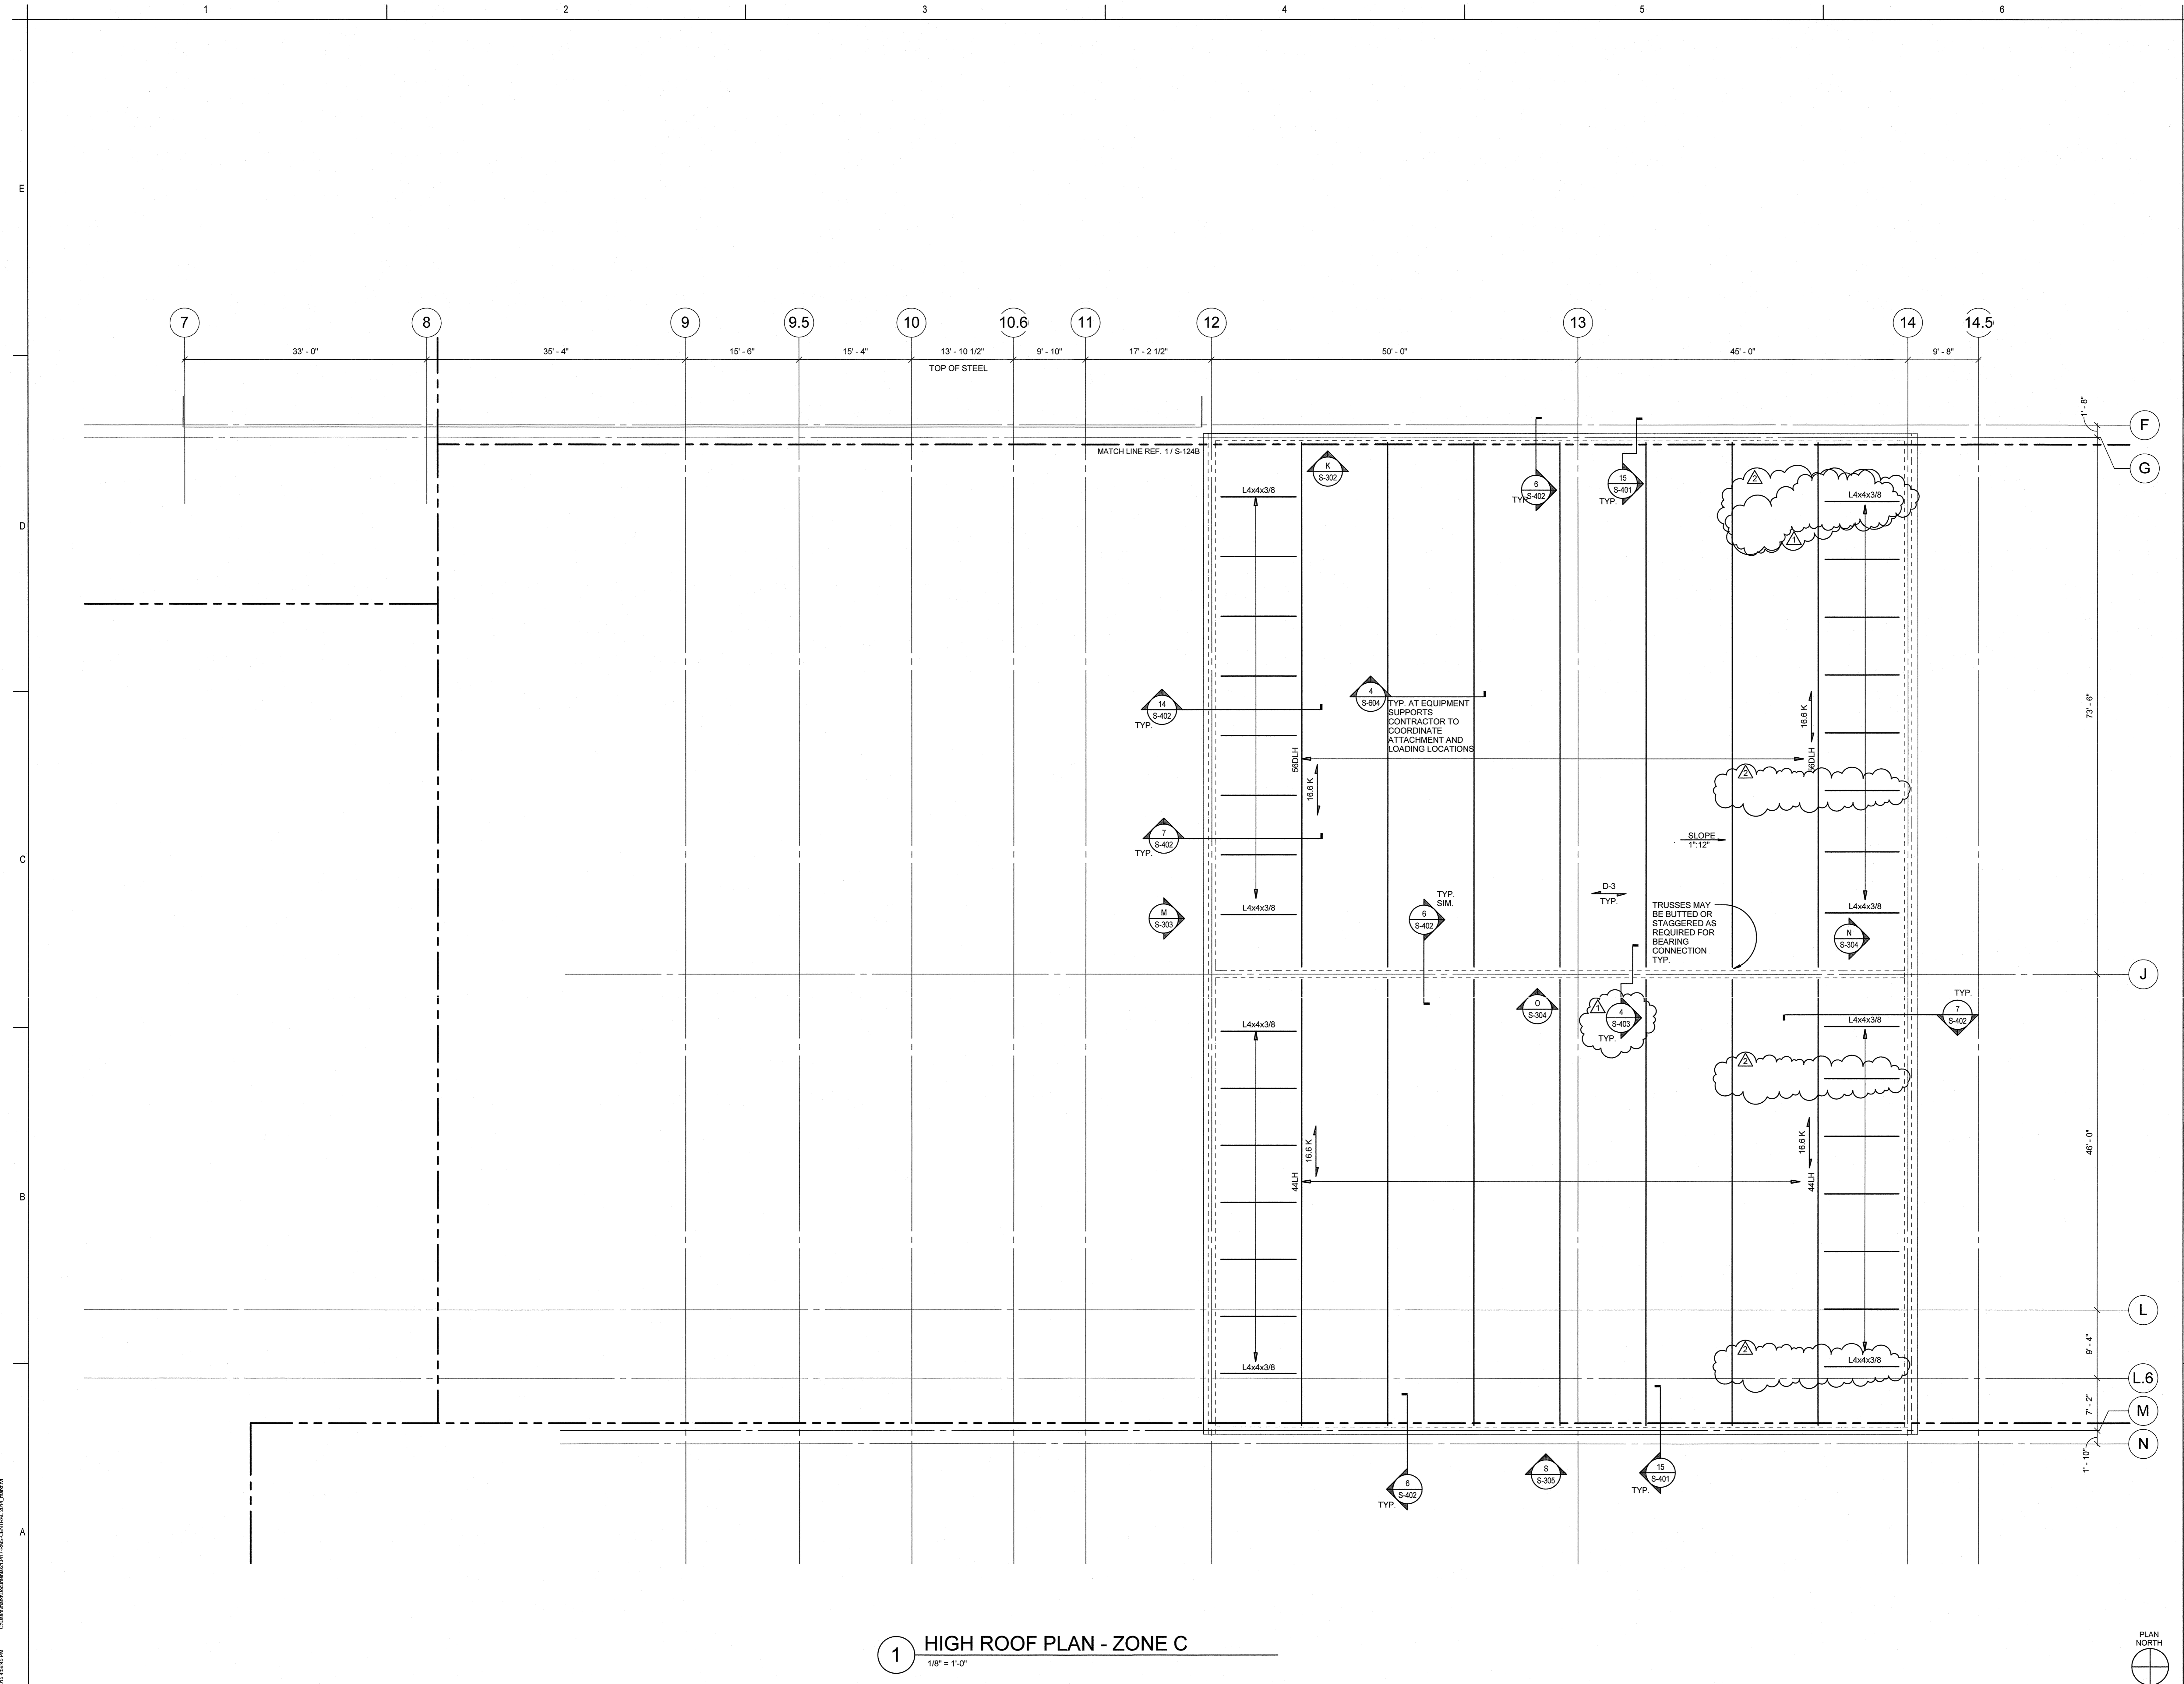 1
2
3
4
5
6
E
D
C
B
A
7
8
9
9.5
10
10.6
11
12
13
14
14.5
33' - 0"
35' - 4"
15' - 6"
15' - 4"
13' - 10 1/2"
9' - 10"
17' - 2 1/2"
50' - 0"
45' - 0"
9' - 8"
TOP OF STEEL
1' - 8"
F
G
MATCH LINE REF. 1 / S-124B
K
S-302
6
S-402
TYP.
15
S-401
TYP.
2
1
L4x4x3/8
L4x4x3/8
14
S-402
TYP.
4
S-604
TYP. AT EQUIPMENT
SUPPORTS
CONTRACTOR TO
COORDINATE
ATTACHMENT AND
LOADING LOCATIONS
16.6 K
73' - 6"
56DLH
56DLH
16.6 K
2
7
S-402
TYP.
SLOPE
1":12"
D-3
TYP.
TYP.
SIM.
6
S-402
M
S-303
L4x4x3/8
L4x4x3/8
TRUSSES MAY
BE BUTTED OR
STAGGERED AS
REQUIRED FOR
BEARING
CONNECTION
TYP.
N
S-304
J
O
S-304
1
4
S-403
TYP.
TYP.
7
S-402
L4x4x3/8
L4x4x3/8
2
16.6 K
16.6 K
46' - 0"
44LH
44LH
L
9' - 4"
2
L4x4x3/8
L4x4x3/8
L.6
7' - 2"
M
N
1' - 10"
6
S-402
TYP.
S
S-305
15
S-401
TYP.
1
HIGH ROOF PLAN - ZONE C
1/8" = 1'-0"
PLAN
NORTH